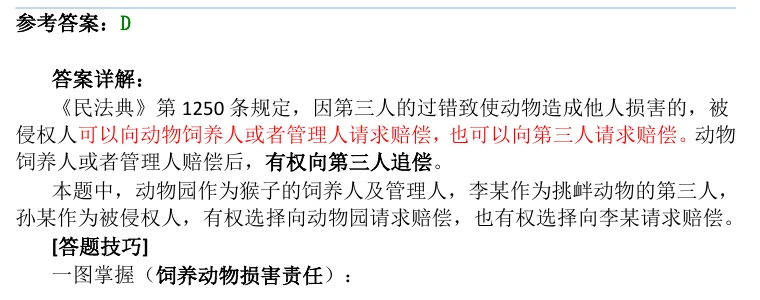 参考答案：D
答案详解：
《民法典》第 1250 条规定，因第三人的过错致使动物造成他人损害的，被
侵权人可以向动物饲养人或者管理人请求赔偿，也可以向第三人请求赔偿。动物
饲养人或者管理人赔偿后，有权向第三人追偿。
本题中，动物园作为猴子的饲养人及管理人，李某作为挑衅动物的第三人，
孙某作为被侵权人，有权选择向动物园请求赔偿，也有权选择向李某请求赔偿。
[答题技巧]
一图掌握（饲养动物损害责任）：